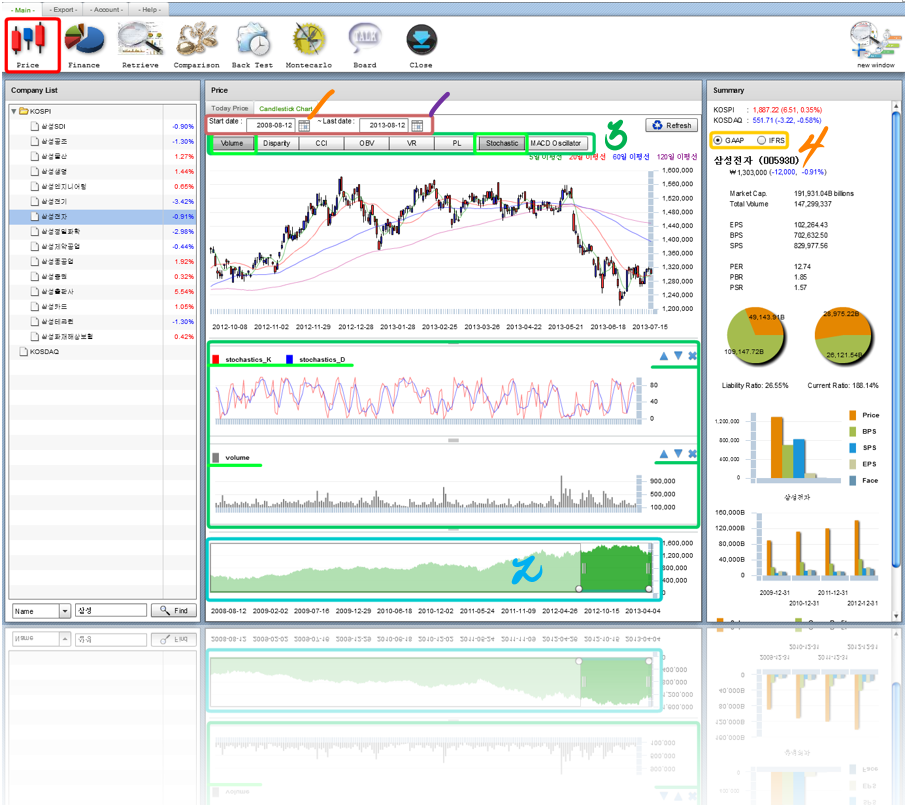 - Main - - Export - - Account - - Help -
Price Finance Retrieve Comparison Back Test Montecarlo Board Close new window
TALK
Company List
KOSPI
삼성SDI -0.90%
삼성공조 -1.30%
삼성물산 1.27%
삼성생명 1.44%
삼성엔지니어링 0.65%
삼성전기 -3.42%
삼성전자 -0.91%
삼성정밀화학 -2.98%
삼성제약공업 -0.44%
삼성중공업 1.92%
삼성증권 0.32%
삼성출판사 5.54%
삼성카드 1.05%
삼성테크윈 -1.30%
삼성화재해상보험 0.42%
KOSDAQ
Name 삼성 Find
Price
Today Price Candlestick Chart
Start date : 2008-08-12 ~ Last date : 2013-08-12 Refresh
Volume Disparity CCI OBV VR PL Stochastic MACD Oscillator
3
5일 이평선 20일 이평선 60일 이평선 120일 이평선
1,600,000
1,560,000
1,520,000
1,480,000
1,440,000
1,400,000
1,360,000
1,320,000
1,280,000
1,240,000
1,200,000
2012-10-08 2012-11-02 2012-11-29 2012-12-28 2013-01-28 2013-02-25 2013-03-25 2013-04-22 2013-05-21 2013-06-18 2013-07-15
stochastics_K stochastics_D
80
40
0
volume
900,000
500,000
100,000
2
1,600,000
1,200,000
800,000
400,000
0
2008-08-12 2009-02-02 2009-07-16 2009-12-29 2010-06-18 2010-12-02 2011-05-24 2011-11-09 2012-04-26 2012-10-15 2013-04-04
Summary
KOSPI : 1,887.22 (6.51, 0.35%)
KOSDAQ : 551.71 (-3.22, -0.58%)
GAAP IFRS
4
삼성전자 (005930)
₩1,303,000 (-12,000, -0.91%)
Market Cap. 191,931.04B billions
Total Volume 147,299,337
EPS 102,264.43
BPS 702,632.50
SPS 829,977.56
PER 12.74
PBR 1.85
PSR 1.57
49,143.91B
109,147.72B
28,975.22B
26,121.54B
Liability Ratio: 26.55% Current Ratio: 188.14%
1,200,000
800,000
400,000
0
Price
BPS
SPS
EPS
Face
삼성전자
160,000B
120,000B
80,000B
40,000B
0
2009-12-31 2011-12-31
2010-12-31 2012-12-31